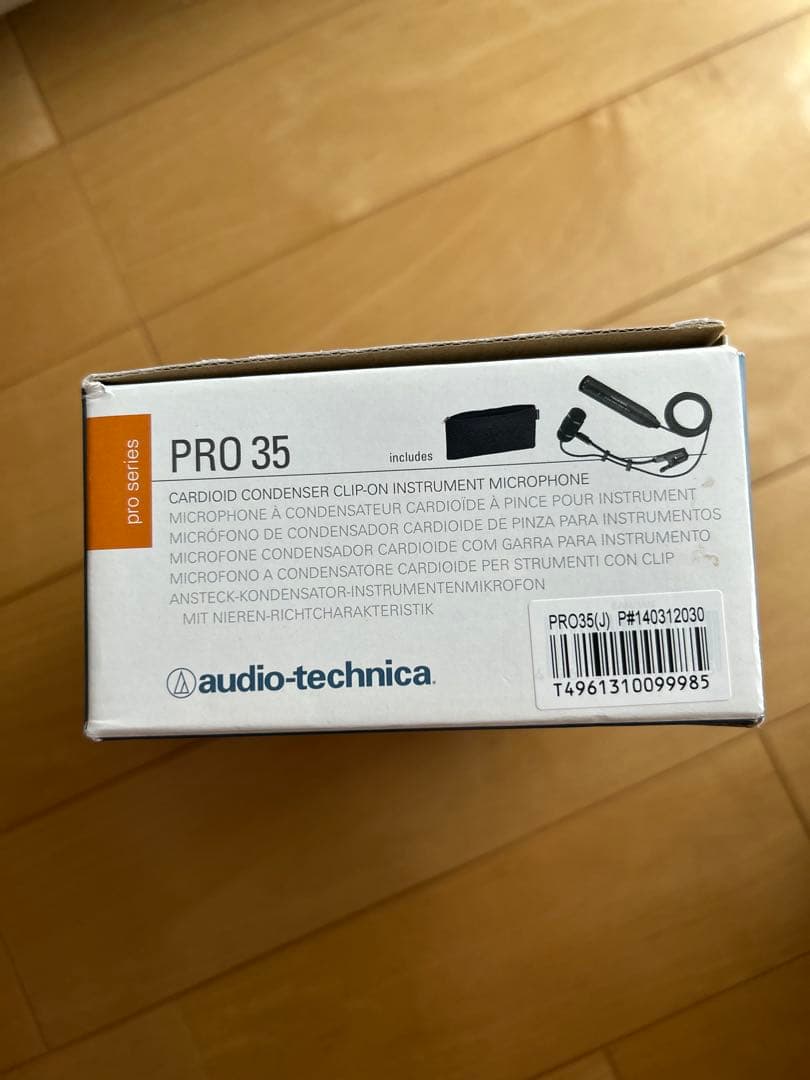 pro series
PRO 35
includes
CARDIOID CONDENSER CLIP-ON INSTRUMENT MICROPHONE
MICROPHONE À CONDENSATEUR CARDIOÏDE À PINCE POUR INSTRUMENT
MICRÓFONO DE CONDENSADOR CARDIOIDE DE PINZA PARA INSTRUMENTOS
MICROFONE CONDENSADOR CARDIOIDE COM GARRA PARA INSTRUMENTO
MICROFONO A CONDENSATORE CARDIOIDE PER STRUMENTI CON CLIP
ANSTECK-KONDENSATOR-INSTRUMENTENMIKROFON
MIT NIEREN-RICHTCHARAKTERISTIK
PRO35(J) P#140312030
T4961310099985
audio-technica®